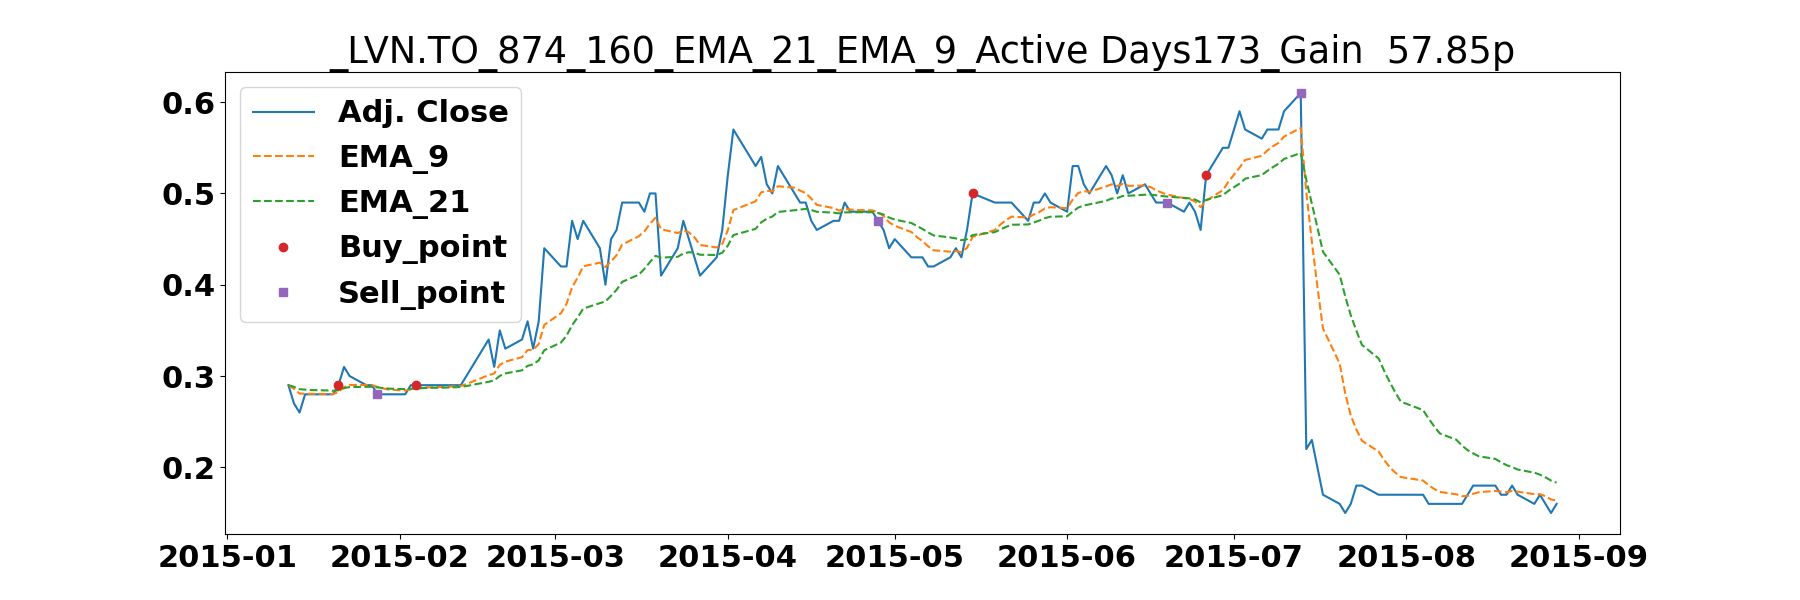 _LVN.TO_874_160_EMA_21_EMA_9_Active Days173_Gain  57.85p
0.6
0.5
0.4
0.3
0.2
Adj. Close
EMA_9
EMA_21
Buy_point
Sell_point
2015-01 2015-02 2015-03 2015-04 2015-05 2015-06 2015-07 2015-08 2015-09